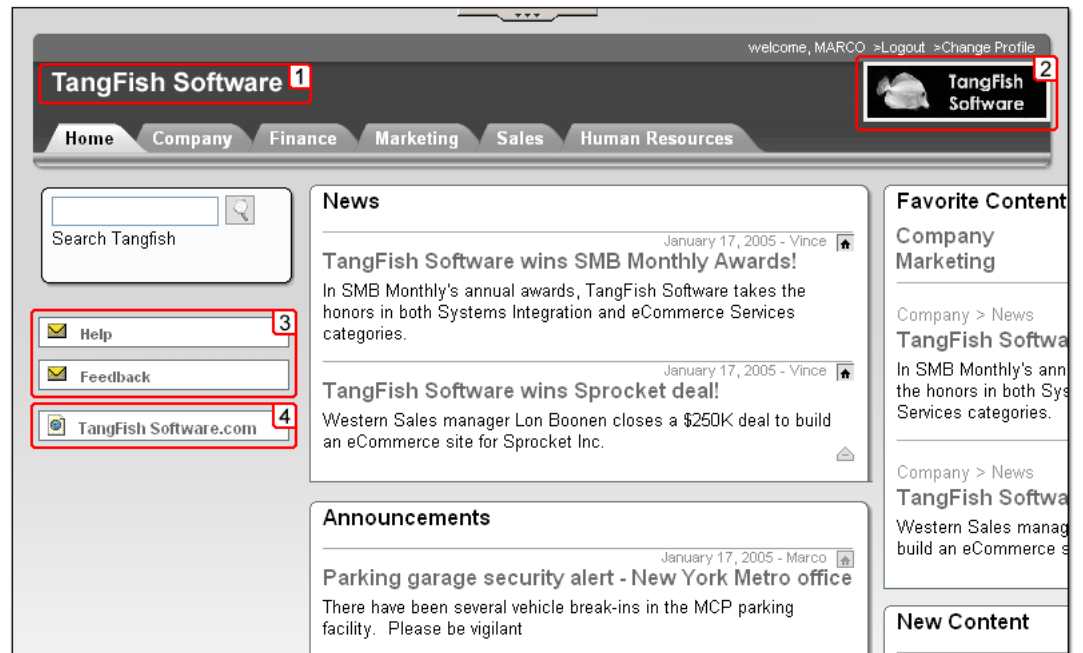 welcome, MARCO >Logout >Change Profile
TangFish Software 1
2
TangFish
Software
Home Company Finance Marketing Sales Human Resources
Search Tangfish
3
Help
Feedback
4
TangFish Software.com
News
January 17, 2005 - Vince
TangFish Software wins SMB Monthly Awards!
In SMB Monthly's annual awards, TangFish Software takes the
honors in both Systems Integration and eCommerce Services
categories.
January 17, 2005 - Vince
TangFish Software wins Sprocket deal!
Western Sales manager Lon Boonen closes a $250K deal to build
an eCommerce site for Sprocket Inc.
Announcements
January 17, 2005 - Marco
Parking garage security alert - New York Metro office
There have been several vehicle break-ins in the MCP parking
facility. Please be vigilant
Favorite Content
Company
Marketing
Company > News
TangFish Softwa
In SMB Monthly's ann
the honors in both Sys
Services categories.
Company > News
TangFish Softwa
Western Sales manag
build an eCommerce s
New Content